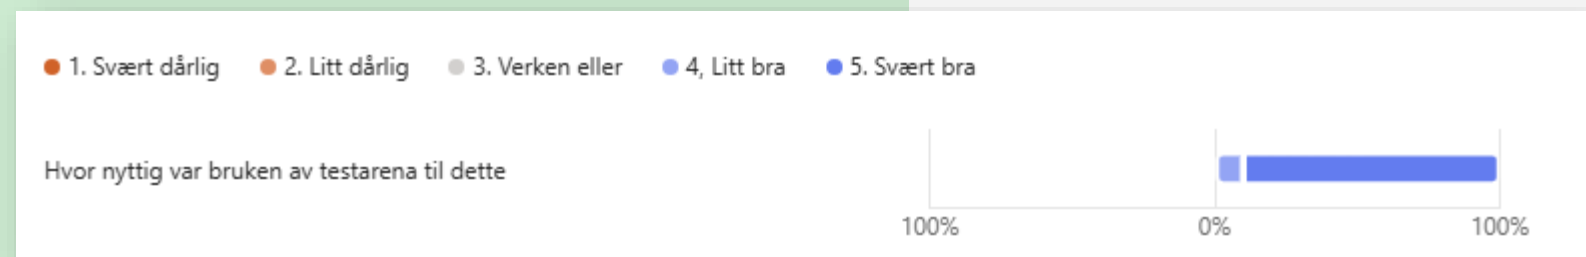 1. Svært dårlig 2. Litt dårlig 3. Verken eller 4, Litt bra 5. Svært bra
Hvor nyttig var bruken av testarena til dette
100% 0% 100%